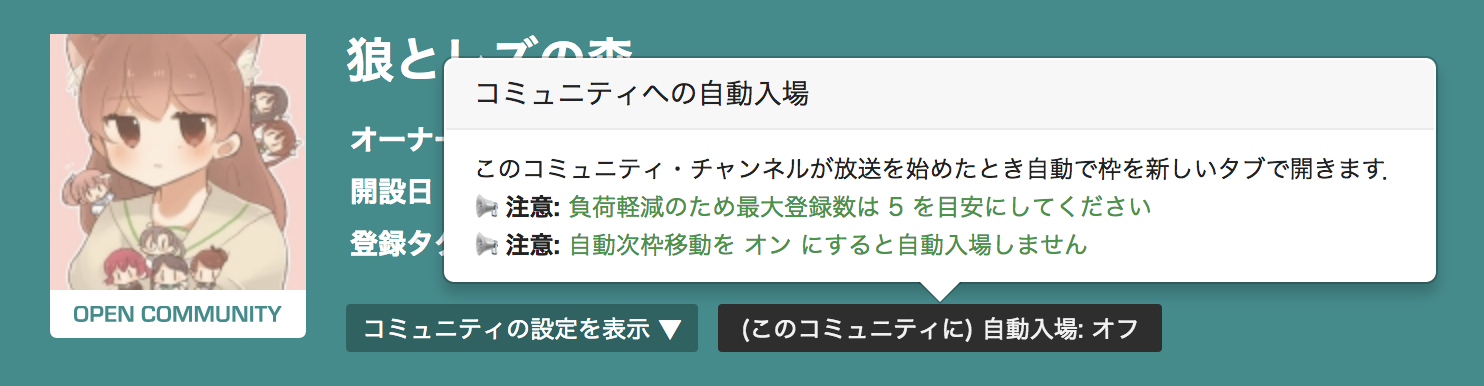 狼とレズの森
コミュニティへの自動入場
オーナー
このコミュニティ・チャンネルが放送を始めたとき自動で枠を新しいタブで開きます.
開設日
注意: 負荷軽減のため最大登録数は 5 を目安にしてください
登録タグ
注意: 自動次枠移動を オン にすると自動入場しません
OPEN COMMUNITY
コミュニティの設定を表示 ▼
(このコミュニティに) 自動入場: オフ